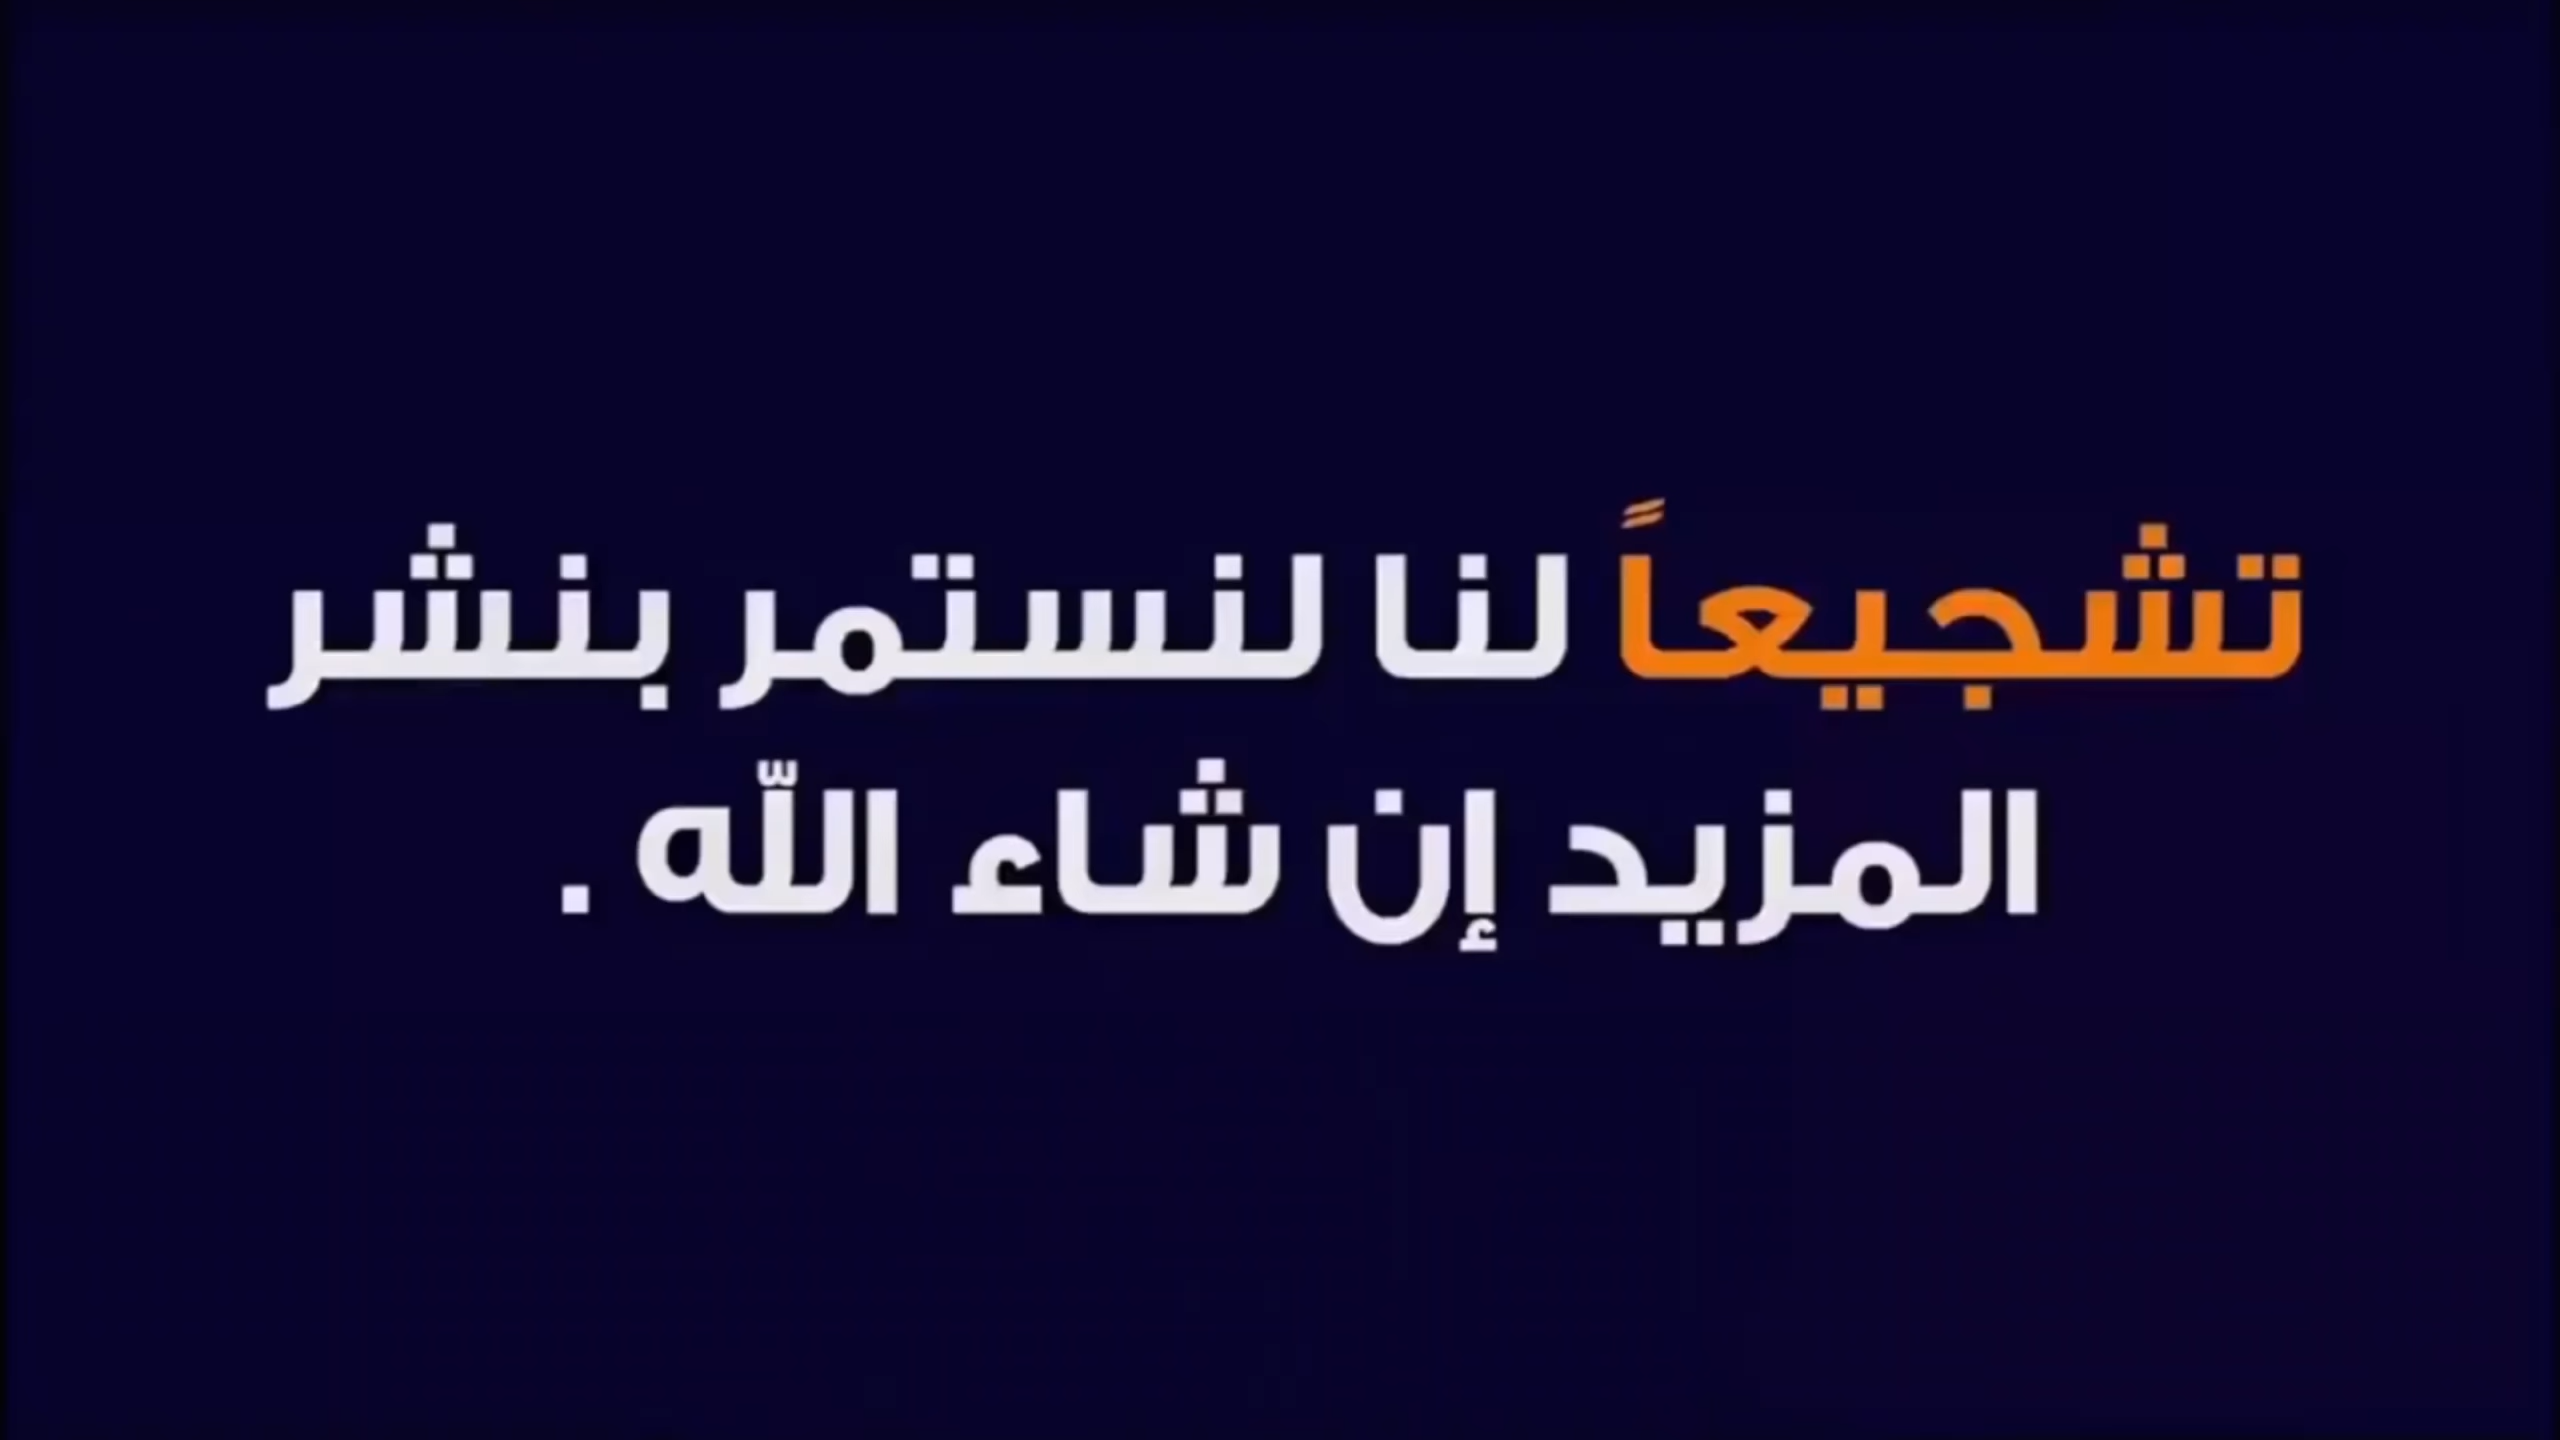 تشجيعاً لنا لنستمر بنشر
المزيد إن شاء اللّه .